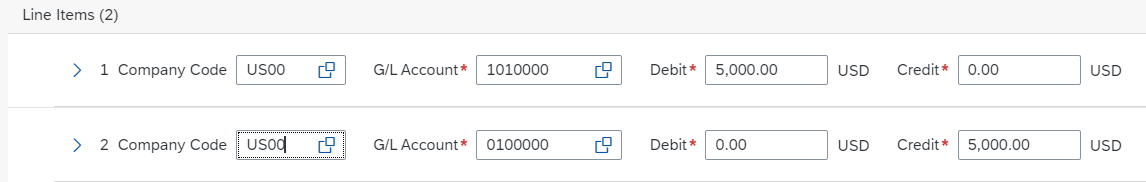 Line Items (2)
1 Company Code US00 G/L Account* 1010000 Debit* 5,000.00 USD Credit* 0.00 USD
2 Company Code US00 G/L Account* 0100000 Debit* 0.00 USD Credit* 5,000.00 USD